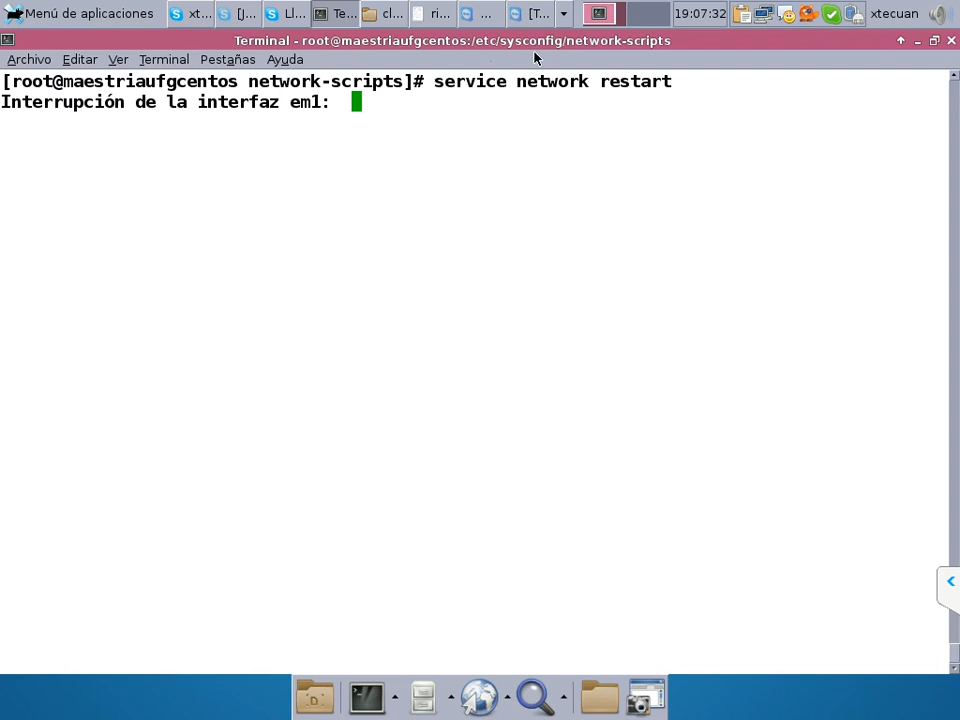 Menú de aplicaciones xt... [J... Ll... Te... cl... ri... ... [T... 19:07:32 xtecuan
Terminal - root@maestriaufgcentos:/etc/sysconfig/network-scripts
Archivo Editar Ver Terminal Pestañas Ayuda
[root@maestriaufgcentos network-scripts]# service network restart
Interrupción de la interfaz em1: